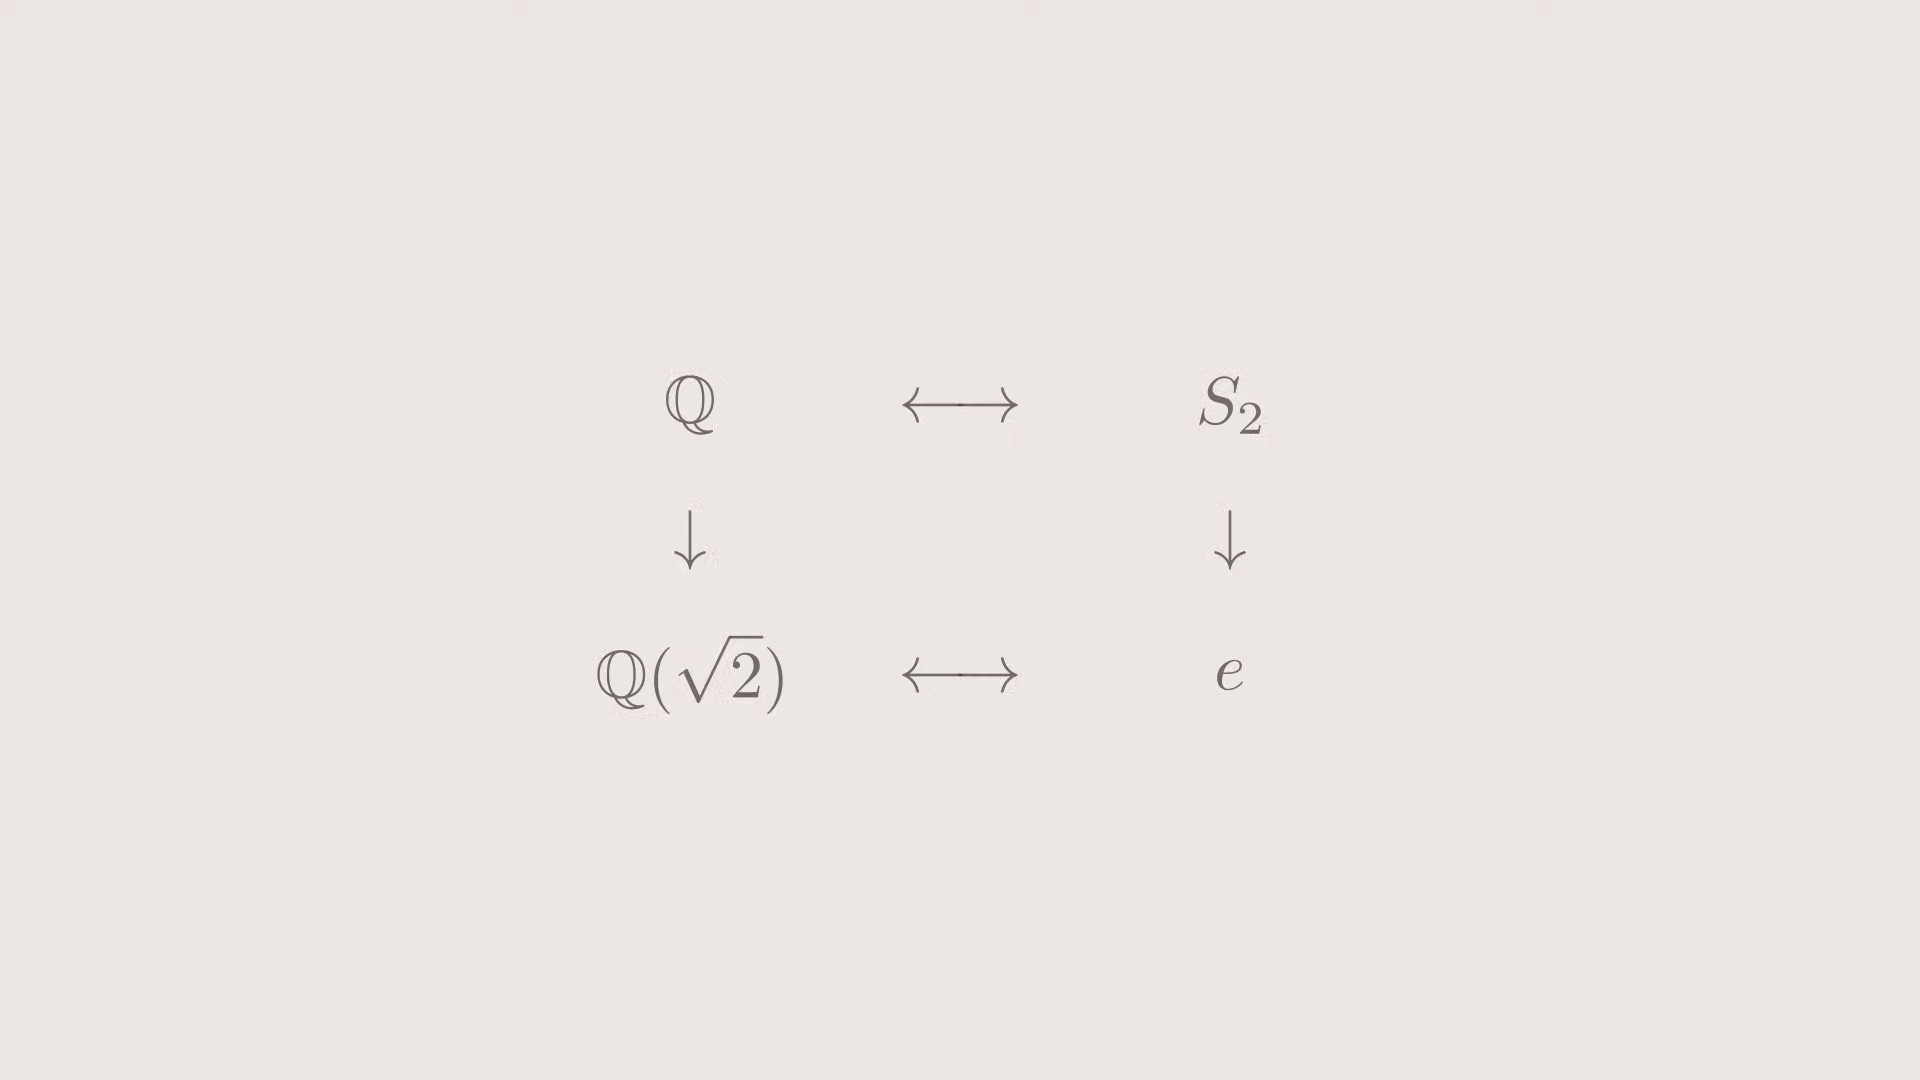 ℚ ⟷ S₂
↓ ↓
ℚ(√2) ⟷ e